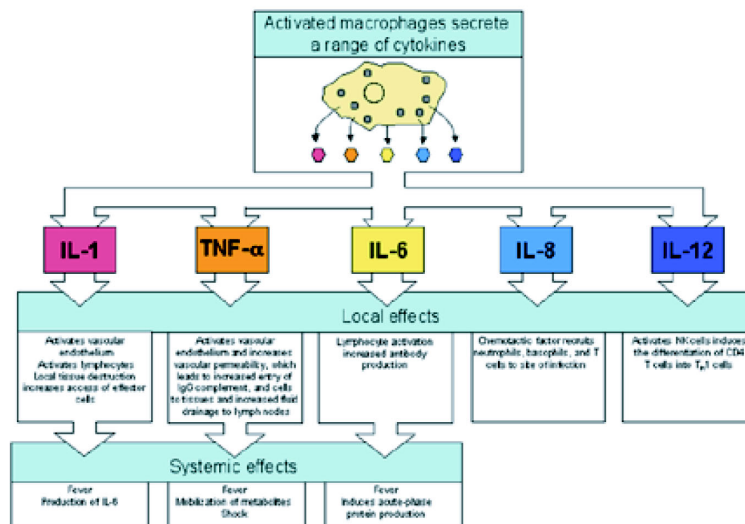 Activated macrophages secrete
a range of cytokines
IL-1
TNF-α
IL-6
IL-8
IL-12
Local effects
Activates vascular
endothelium
Activates lymphocytes
Local tissue destruction
increases access of effector
cells
Activates vascular
endothelium and increases
vascular permeability, which
leads to increased entry of
IgG complement, and cells
to tissues and increased fluid
drainage to lymph nodes
Lymphocyte activation
increased antibody
production
Chemotactic factor recruits
neutrophils, basophils, and T
cells to site of infection
Activates NK cells induces
the differentiation of CD4
T cells into TH1 cells
Systemic effects
Fever
Production of IL-6
Fever
Mobilization of metabolites
Shock
Fever
Induces acute-phase
protein production